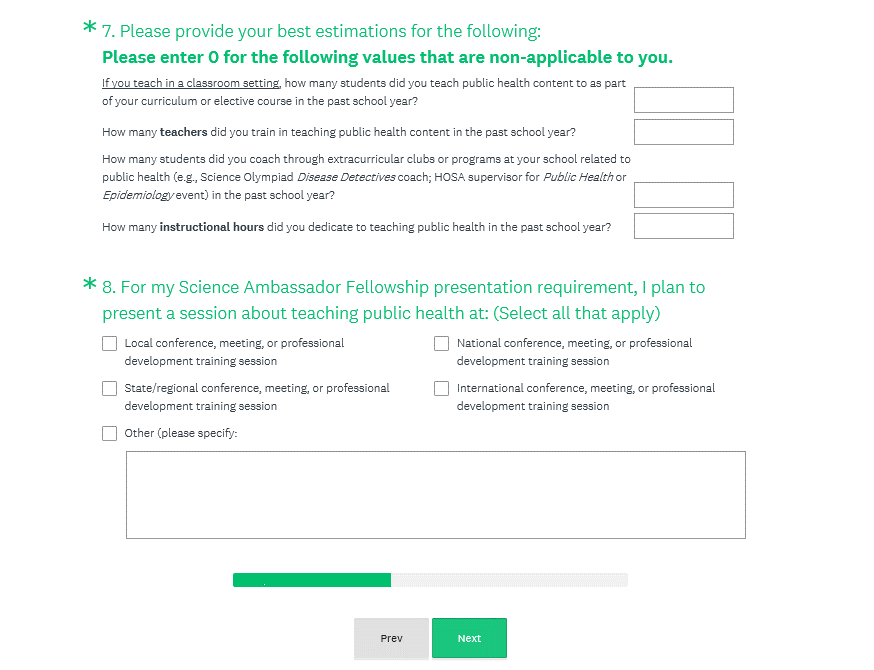 * 7. Please provide your best estimations for the following:
Please enter 0 for the following values that are non-applicable to you.
If you teach in a classroom setting, how many students did you teach public health content to as part
of your curriculum or elective course in the past school year?
How many teachers did you train in teaching public health content in the past school year?
How many students did you coach through extracurricular clubs or programs at your school related to
public health (e.g., Science Olympiad Disease Detectives coach; HOSA supervisor for Public Health or
Epidemiology event) in the past school year?
How many instructional hours did you dedicate to teaching public health in the past school year?
* 8. For my Science Ambassador Fellowship presentation requirement, I plan to
present a session about teaching public health at: (Select all that apply)
Local conference, meeting, or professional
development training session
National conference, meeting, or professional
development training session
State/regional conference, meeting, or professional
development training session
International conference, meeting, or professional
development training session
Other (please specify:
Prev
Next